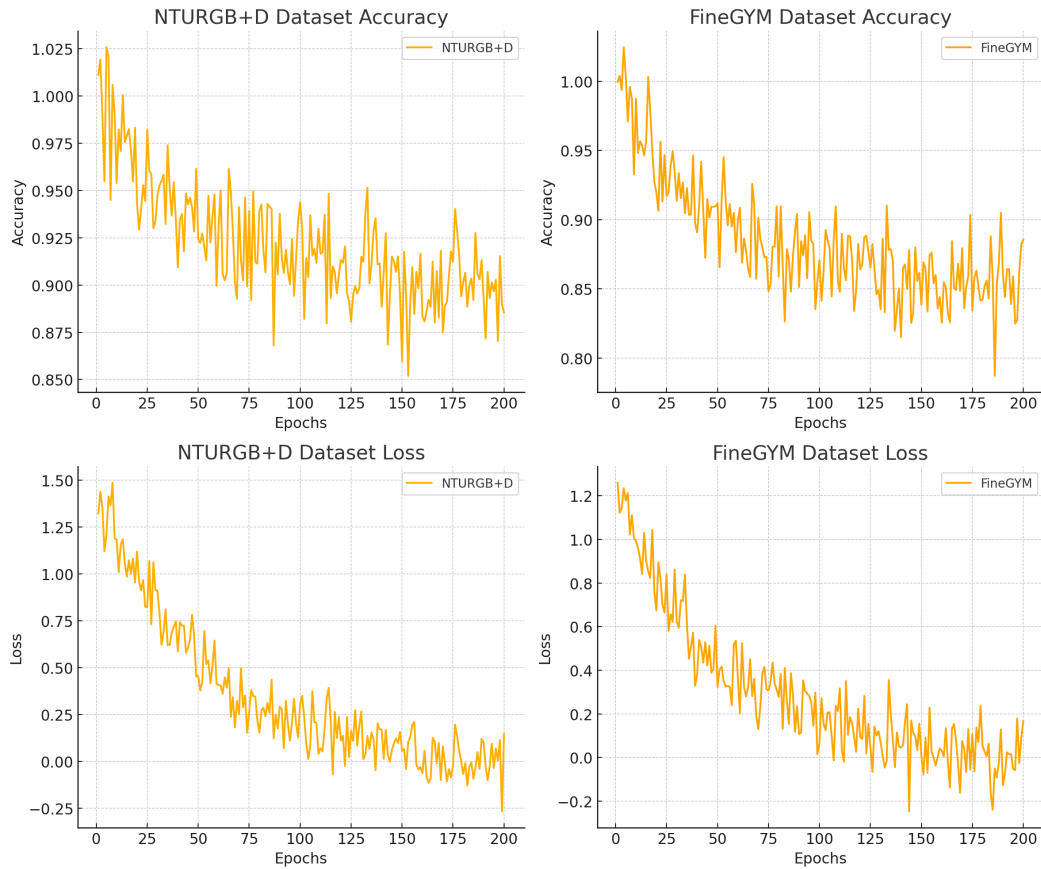 NTURGB+D Dataset Accuracy
NTURGB+D
Accuracy
1.025
1.000
0.975
0.950
0.925
0.900
0.875
0.850
0 25 50 75 100 125 150 175 200
Epochs
FineGYM Dataset Accuracy
FineGYM
Accuracy
1.00
0.95
0.90
0.85
0.80
0 25 50 75 100 125 150 175 200
Epochs
NTURGB+D Dataset Loss
NTURGB+D
Loss
1.50
1.25
1.00
0.75
0.50
0.25
0.00
−0.25
0 25 50 75 100 125 150 175 200
Epochs
FineGYM Dataset Loss
FineGYM
Loss
1.2
1.0
0.8
0.6
0.4
0.2
0.0
−0.2
0 25 50 75 100 125 150 175 200
Epochs